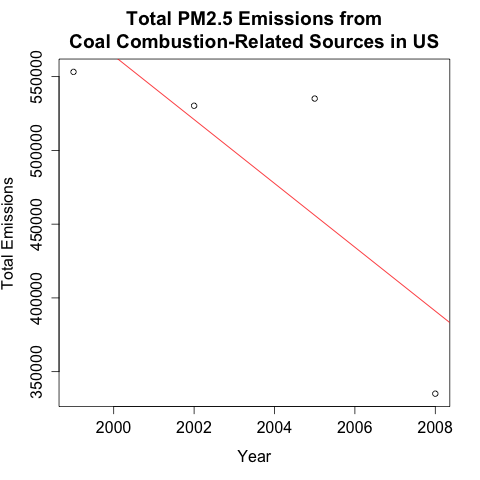 Total PM2.5 Emissions from
Coal Combustion-Related Sources in US
Total Emissions
550000
500000
450000
400000
350000
2000 2002 2004 2006 2008
Year